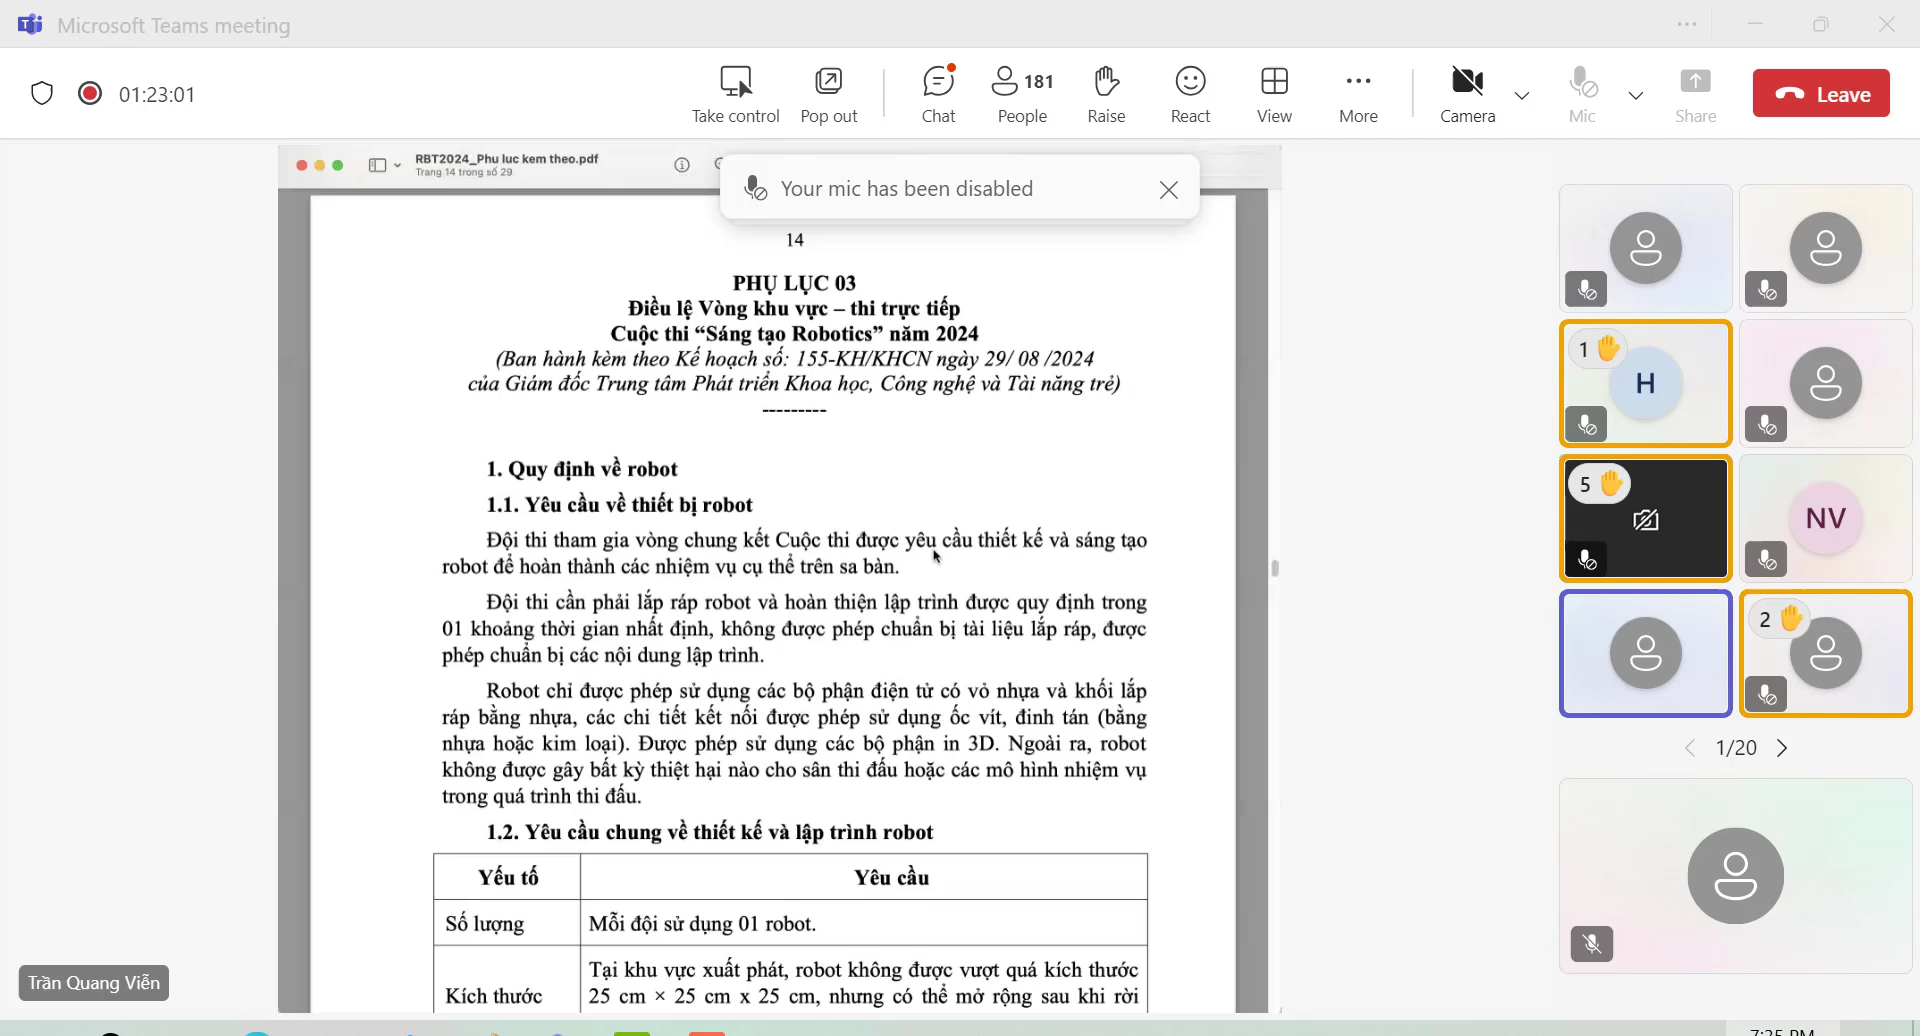 Microsoft Teams meeting
01:23:01
Take control
Pop out
Chat
181
People
Raise
React
View
More
Camera
Mic
Share
Leave
RBT2024_Phu luc kem theo.pdf
Trang 14 trong số 29
Your mic has been disabled
14
PHỤ LỤC 03
Điều lệ Vòng khu vực – thi trực tiếp
Cuộc thi “Sáng tạo Robotics” năm 2024
(Ban hành kèm theo Kế hoạch số: 155-KH/KHCN ngày 29/ 08 /2024
của Giám đốc Trung tâm Phát triển Khoa học, Công nghệ và Tài năng trẻ)
---------
1. Quy định về robot
1.1. Yêu cầu về thiết bị robot
Đội thi tham gia vòng chung kết Cuộc thi được yêu cầu thiết kế và sáng tạo
robot để hoàn thành các nhiệm vụ cụ thể trên sa bàn.
Đội thi cần phải lắp ráp robot và hoàn thiện lập trình được quy định trong
01 khoảng thời gian nhất định, không được phép chuẩn bị tài liệu lắp ráp, được
phép chuẩn bị các nội dung lập trình.
Robot chỉ được phép sử dụng các bộ phận điện tử có vỏ nhựa và khối lắp
ráp bằng nhựa, các chi tiết kết nối được phép sử dụng ốc vít, đinh tán (bằng
nhựa hoặc kim loại). Được phép sử dụng các bộ phận in 3D. Ngoài ra, robot
không được gây bất kỳ thiệt hại nào cho sân thi đấu hoặc các mô hình nhiệm vụ
trong quá trình thi đấu.
1.2. Yêu cầu chung về thiết kế và lập trình robot
Yếu tố
Yêu cầu
Số lượng
Mỗi đội sử dụng 01 robot.
Kích thước
Tại khu vực xuất phát, robot không được vượt quá kích thước
25 cm × 25 cm x 25 cm, nhưng có thể mở rộng sau khi rời
1
H
5
NV
2
1/20
Trần Quang Viễn
7:25 PM